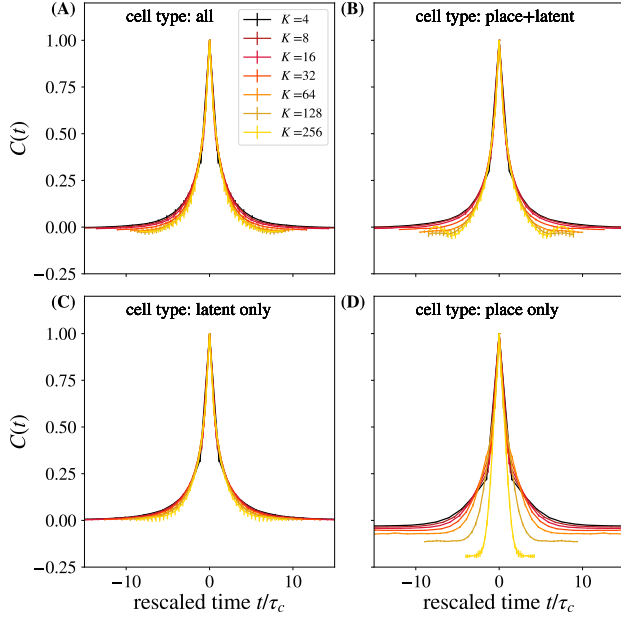 (A) cell type: all
1.00
0.75
0.50
0.25
0.00
−0.25
C(t)
K = 4
K = 8
K = 16
K = 32
K = 64
K = 128
K = 256
(B) cell type: place+latent
(C) cell type: latent only
1.00
0.75
0.50
0.25
0.00
−0.25
C(t)
−10 0 10
rescaled time t/τc
(D) cell type: place only
−10 0 10
rescaled time t/τc